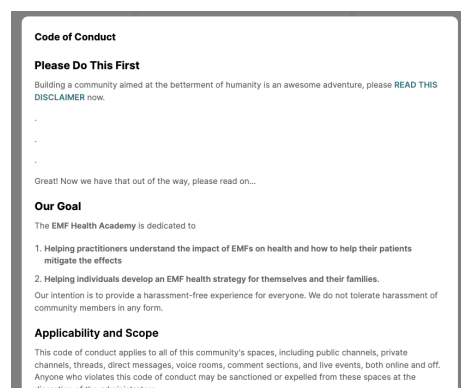 Code of Conduct
Please Do This First
Building a community aimed at the betterment of humanity is an awesome adventure, please READ THIS
DISCLAIMER now.
.
.
.
Great! Now we have that out of the way, please read on...
Our Goal
The EMF Health Academy is dedicated to
1. Helping practitioners understand the impact of EMFs on health and how to help their patients
mitigate the effects
2. Helping individuals develop an EMF health strategy for themselves and their families.
Our intention is to provide a harassment-free experience for everyone. We do not tolerate harassment of
community members in any form.
Applicability and Scope
This code of conduct applies to all of this community's spaces, including public channels, private
channels, threads, direct messages, voice rooms, comment sections, and live events, both online and off.
Anyone who violates this code of conduct may be sanctioned or expelled from these spaces at the